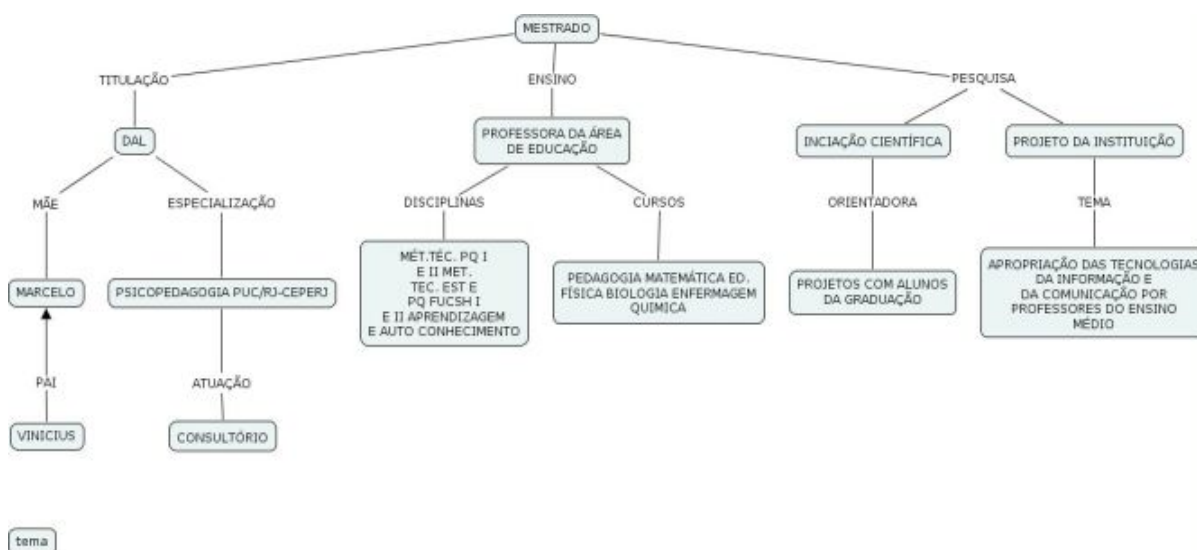 MESTRADO
TITULAÇÃO
ENSINO
PESQUISA
DAL
PROFESSORA DA ÁREA
DE EDUCAÇÃO
INCIAÇÃO CIENTÍFICA
PROJETO DA INSTITUIÇÃO
MÃE
ESPECIALIZAÇÃO
DISCIPLINAS
CURSOS
ORIENTADORA
TEMA
MARCELO
PSICOPEDAGOGIA PUC/RJ-CEPERJ
MÉT.TÉC. PQ I
E II MET.
TEC. EST E
PQ FUCSH I
E II APRENDIZAGEM
E AUTO CONHECIMENTO
PEDAGOGIA MATEMÁTICA ED.
FÍSICA BIOLOGIA ENFERMAGEM
QUIMICA
PROJETOS COM ALUNOS
DA GRADUAÇÃO
APROPRIAÇÃO DAS TECNOLOGIAS
DA INFORMAÇÃO E
DA COMUNICAÇÃO POR
PROFESSORES DO ENSINO
MÉDIO
PAI
ATUAÇÃO
VINICIUS
CONSULTÓRIO
tema